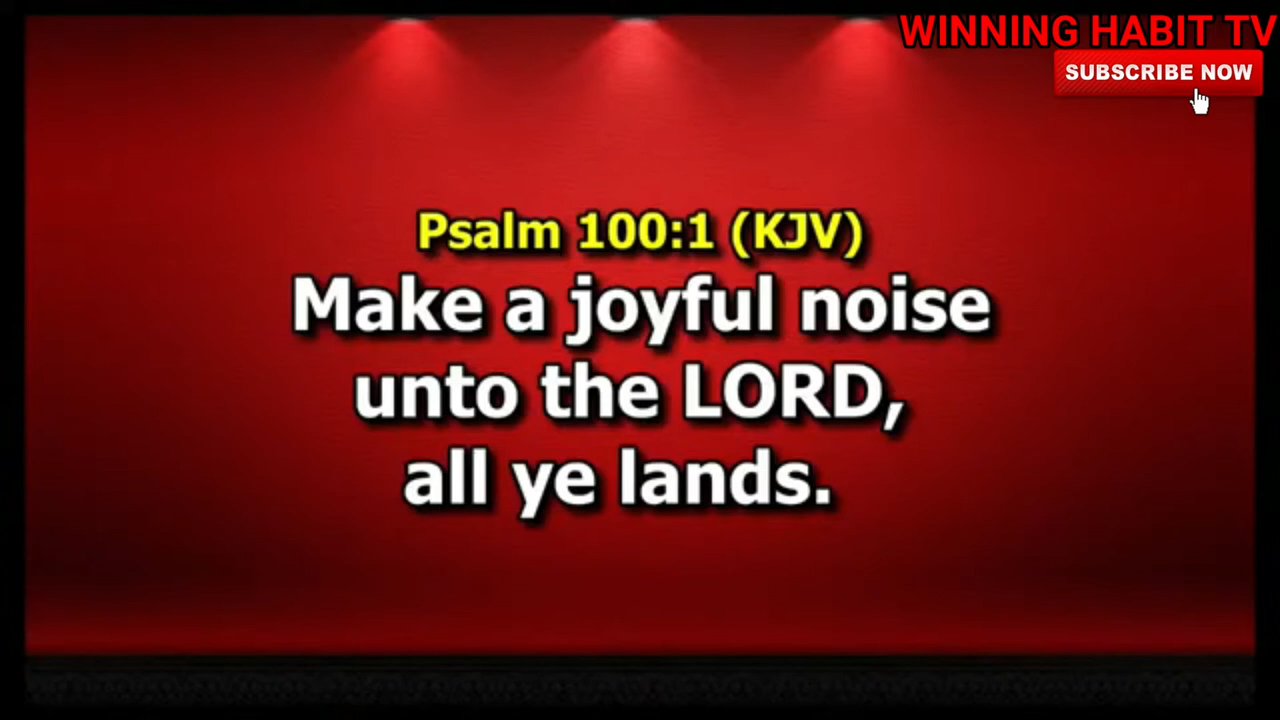 WINNING HABIT TV
SUBSCRIBE NOW
Psalm 100:1 (KJV)
Make a joyful noise
unto the LORD,
all ye lands.